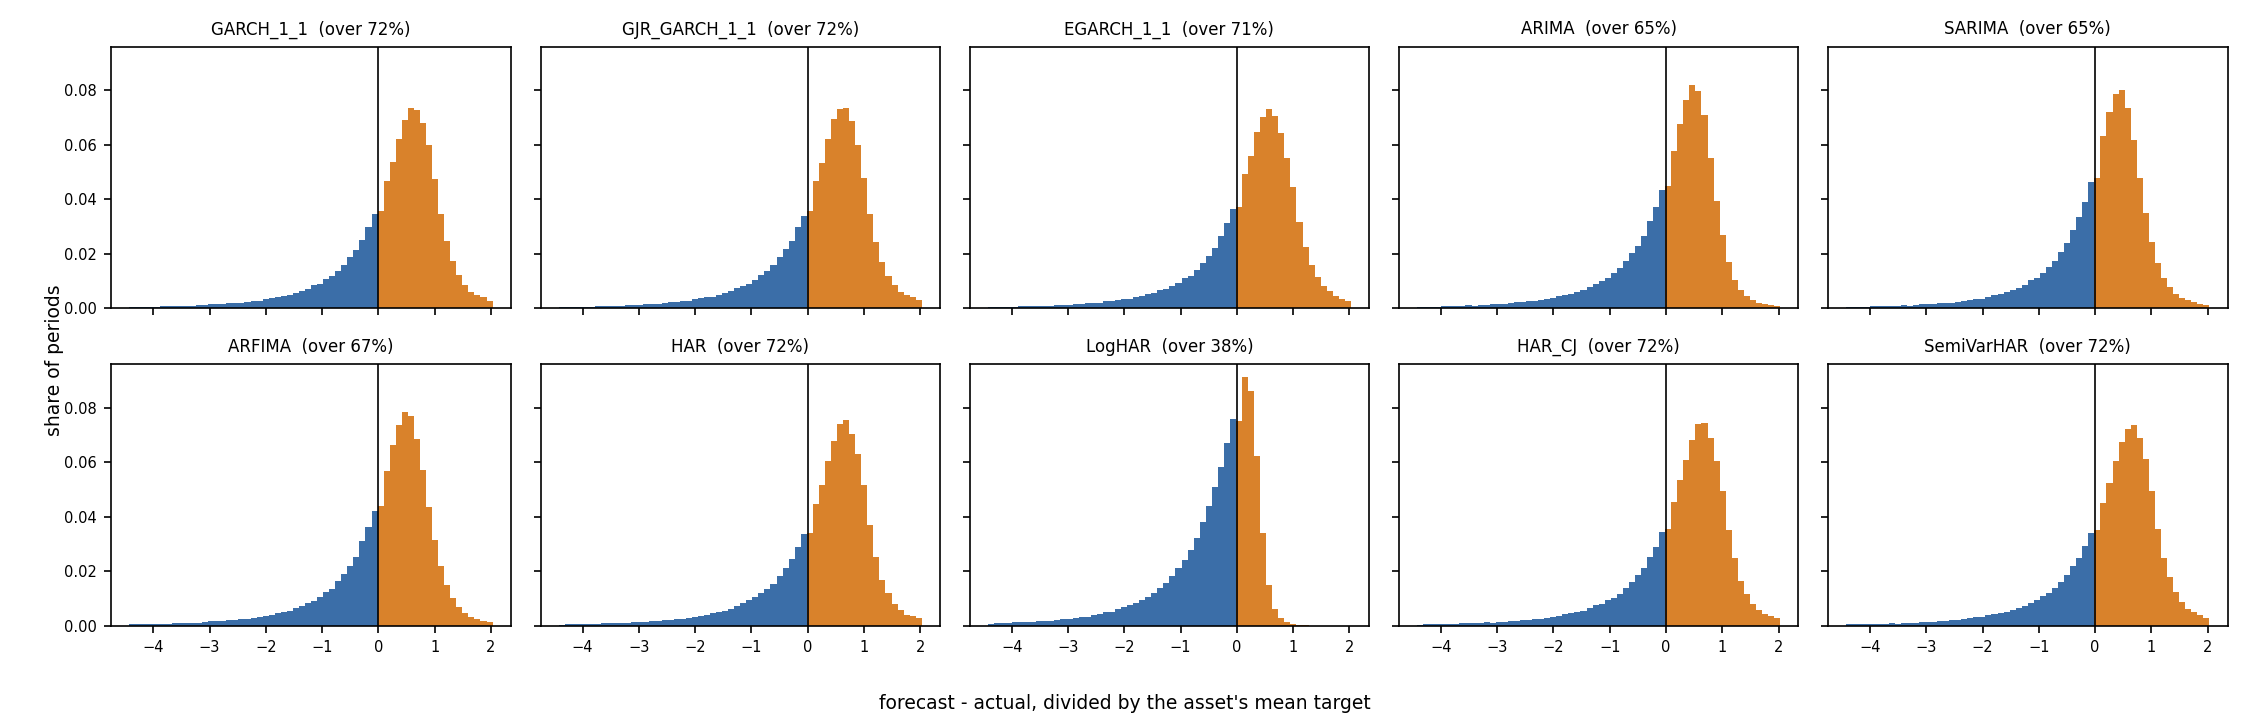 GARCH_1_1 (over 72%)
GJR_GARCH_1_1 (over 72%)
EGARCH_1_1 (over 71%)
ARIMA (over 65%)
SARIMA (over 65%)
0.08
0.06
0.04
0.02
0.00
ARFIMA (over 67%)
HAR (over 72%)
LogHAR (over 38%)
HAR_CJ (over 72%)
SemiVarHAR (over 72%)
share of periods
0.08
0.06
0.04
0.02
0.00
−4 −3 −2 −1 0 1 2
−4 −3 −2 −1 0 1 2
−4 −3 −2 −1 0 1 2
−4 −3 −2 −1 0 1 2
−4 −3 −2 −1 0 1 2
forecast - actual, divided by the asset's mean target